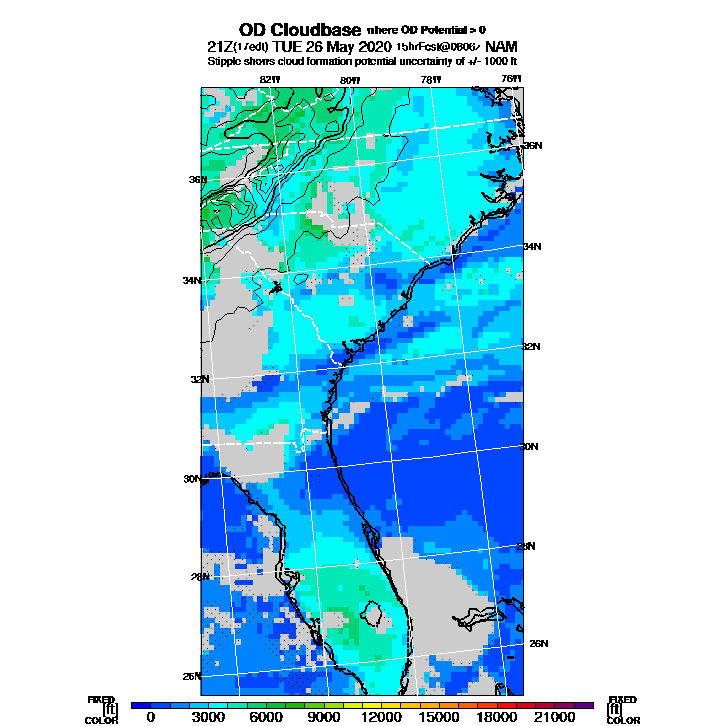 OD Cloudbase where OD Potential > 0
21Z(17edt) TUE 26 May 2020 15hrFcst@0606z NAM
Stipple shows cloud formation potential uncertainty of +/- 1000 ft
82W 80W 78W 76W
36N
36N
34N
34N
32N
32N
30N
30N
28N
28N
26N
26N
FIXED FIXED
[ft] 0 3000 6000 9000 12000 15000 18000 21000 [ft]
COLOR COLOR